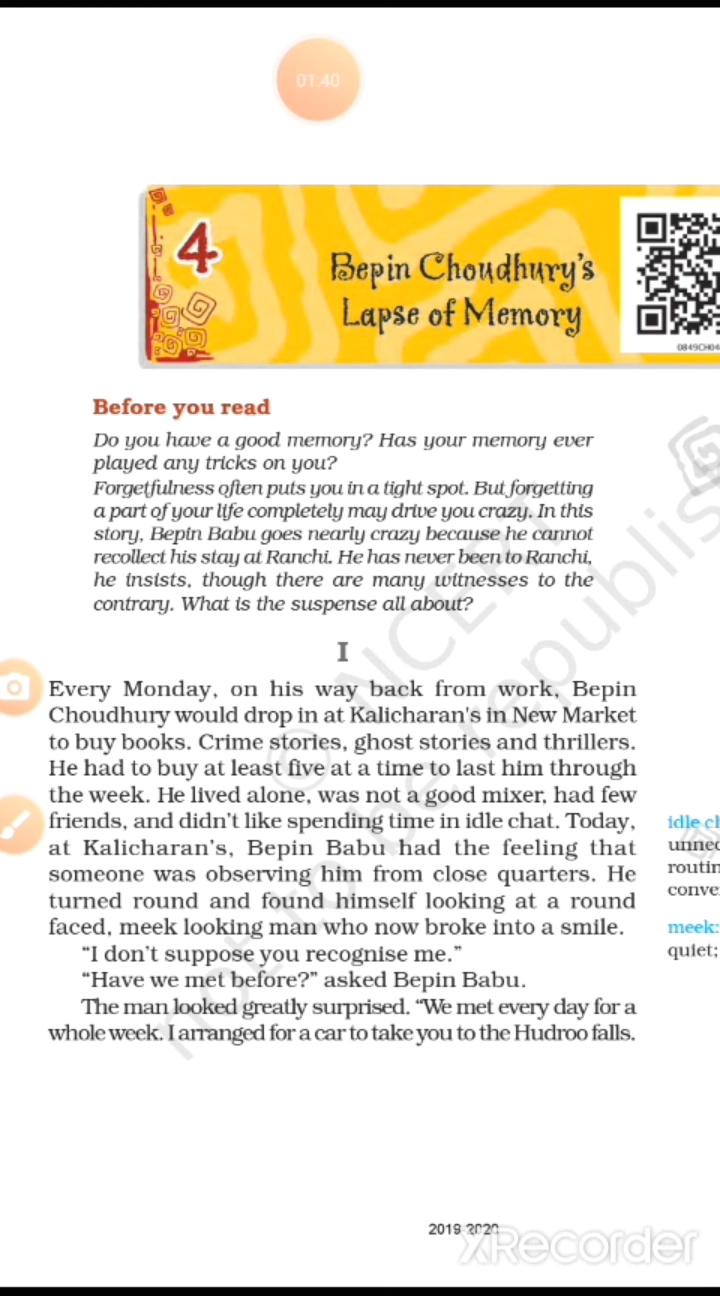 01:40
4
Bepin Choudhury's
Lapse of Memory
0849CH04
Before you read
Do you have a good memory? Has your memory ever
played any tricks on you?
Forgetfulness often puts you in a tight spot. But forgetting
a part of your life completely may drive you crazy. In this
story, Bepin Babu goes nearly crazy because he cannot
recollect his stay at Ranchi. He has never been to Ranchi,
he insists, though there are many witnesses to the
contrary. What is the suspense all about?
I
Every Monday, on his way back from work, Bepin
Choudhury would drop in at Kalicharan's in New Market
to buy books. Crime stories, ghost stories and thrillers.
He had to buy at least five at a time to last him through
the week. He lived alone, was not a good mixer, had few
friends, and didn't like spending time in idle chat. Today,
at Kalicharan's, Bepin Babu had the feeling that
someone was observing him from close quarters. He
turned round and found himself looking at a round
faced, meek looking man who now broke into a smile.
"I don't suppose you recognise me."
"Have we met before?" asked Bepin Babu.
The man looked greatly surprised. "We met every day for a
whole week. I arranged for a car to take you to the Hudroo falls.
idle ch
unnec
routin
conve
meek:
quiet;
© NCERT
not to be republis
2019-2020
XRecorder